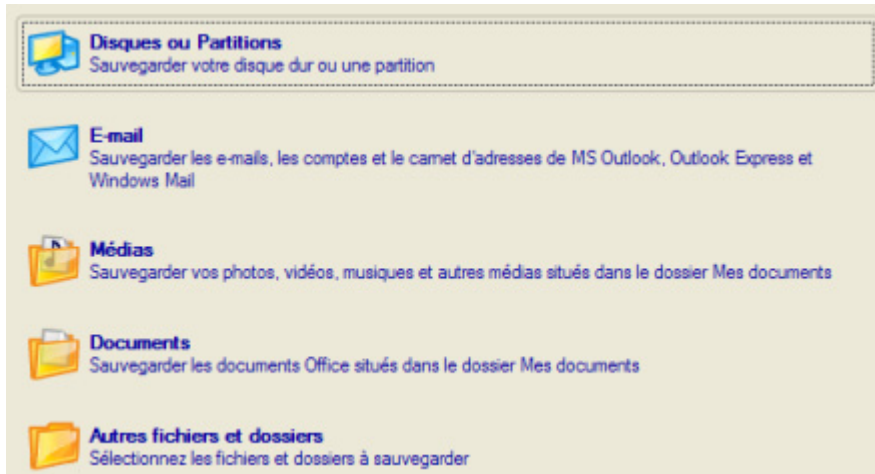 Disques ou Partitions
Sauvegarder votre disque dur ou une partition
E-mail
Sauvegarder les e-mails, les comptes et le carnet d'adresses de MS Outlook, Outlook Express et
Windows Mail
Médias
Sauvegarder vos photos, vidéos, musiques et autres médias situés dans le dossier Mes documents
Documents
Sauvegarder les documents Office situés dans le dossier Mes documents
Autres fichiers et dossiers
Sélectionnez les fichiers et dossiers à sauvegarder